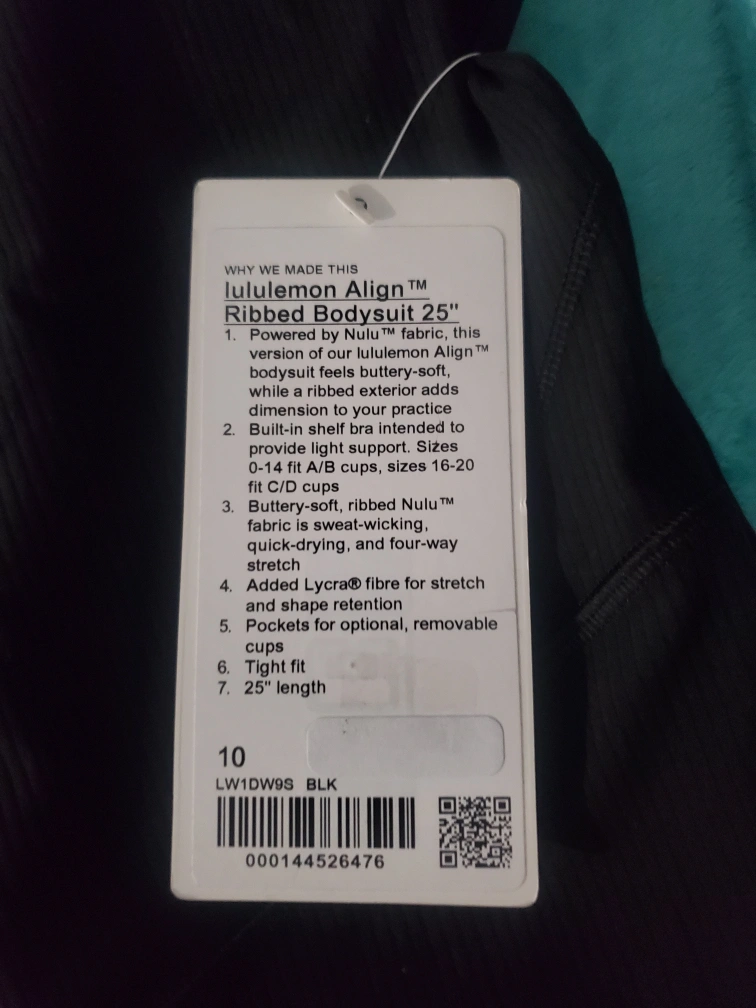 WHY WE MADE THIS
lululemon Align™
Ribbed Bodysuit 25"
1. Powered by Nulu™ fabric, this
version of our lululemon Align™
bodysuit feels buttery-soft,
while a ribbed exterior adds
dimension to your practice
2. Built-in shelf bra intended to
provide light support. Sizes
0-14 fit A/B cups, sizes 16-20
fit C/D cups
3. Buttery-soft, ribbed Nulu™
fabric is sweat-wicking,
quick-drying, and four-way
stretch
4. Added Lycra® fibre for stretch
and shape retention
5. Pockets for optional, removable
cups
6. Tight fit
7. 25" length
10
LW1DW9S BLK
000144526476